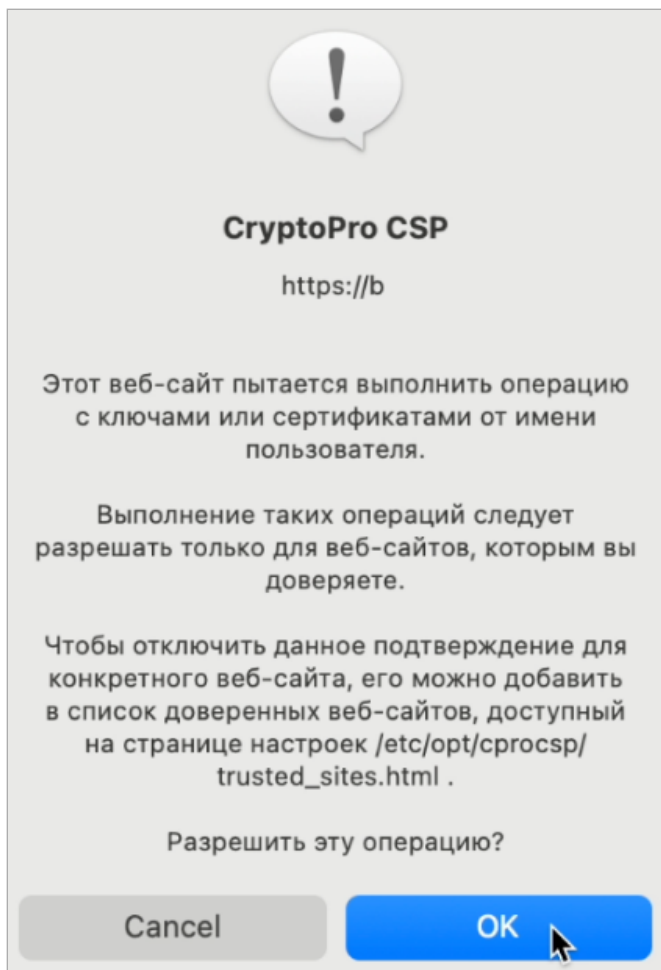 CryptoPro CSP
https://b
Этот веб-сайт пытается выполнить операцию
с ключами или сертификатами от имени
пользователя.
Выполнение таких операций следует
разрешать только для веб-сайтов, которым вы
доверяете.
Чтобы отключить данное подтверждение для
конкретного веб-сайта, его можно добавить
в список доверенных веб-сайтов, доступный
на странице настроек /etc/opt/cprocsp/
trusted_sites.html .
Разрешить эту операцию?
Cancel
OK